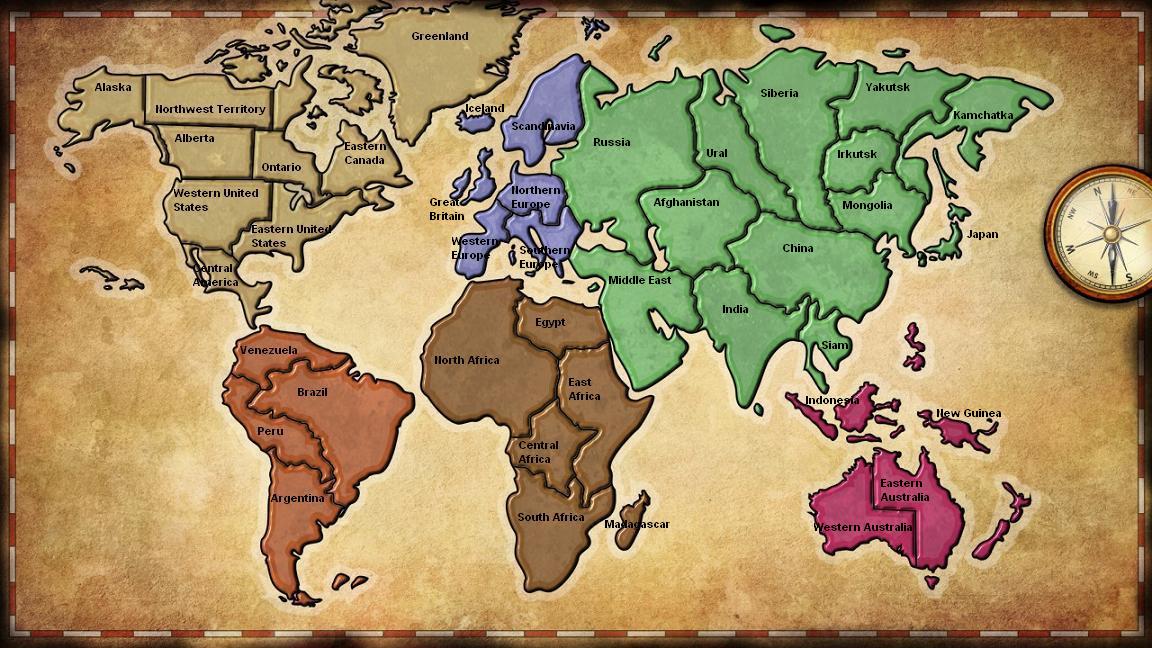 Greenland
Alaska
Northwest Territory
Alberta
Ontario
Eastern
Canada
Western United
States
Eastern United
States
Central
America
Iceland
Scandinavia
Great
Britain
Northern
Europe
Western
Europe
Southern
Europe
Russia
Ural
Siberia
Yakutsk
Kamchatka
Irkutsk
Mongolia
Japan
Afghanistan
China
Middle East
India
Siam
Venezuela
Brazil
Peru
Argentina
North Africa
Egypt
East
Africa
Central
Africa
South Africa
Madagascar
Indonesia
New Guinea
Eastern
Australia
Western Australia
N
NE
NW
W
SW
S